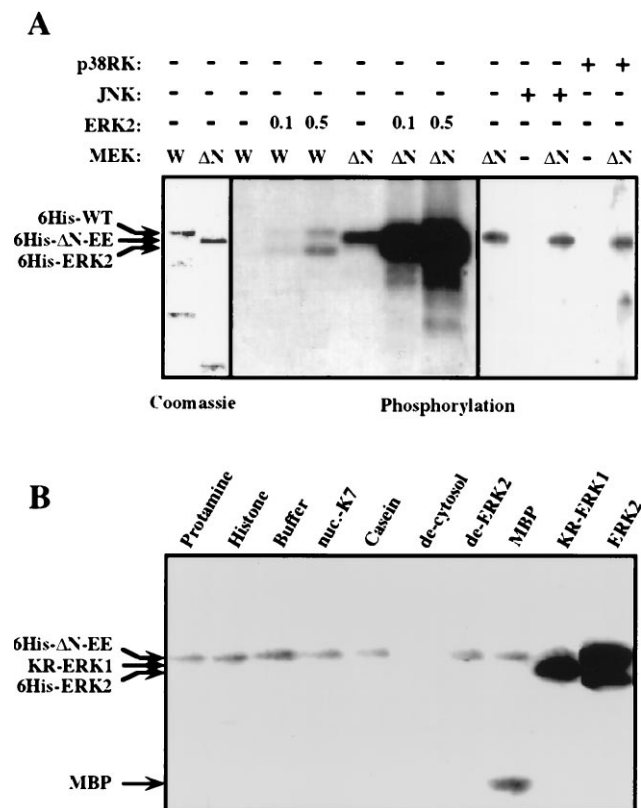 A
p38RK: - - - - - - - - - - - + +
JNK: - - - - - - - - - + + - -
ERK2: - - - 0.1 0.5 - 0.1 0.5 - - - - -
MEK: W ΔN W W W ΔN ΔN ΔN ΔN - ΔN - ΔN
6His-WT
6His-ΔN-EE
6His-ERK2
Coomassie Phosphorylation
B
Protamine Histone Buffer nuc.-K7 Casein de-cytosol de-ERK2 MBP KR-ERK1 ERK2
6His-ΔN-EE
KR-ERK1
6His-ERK2
MBP